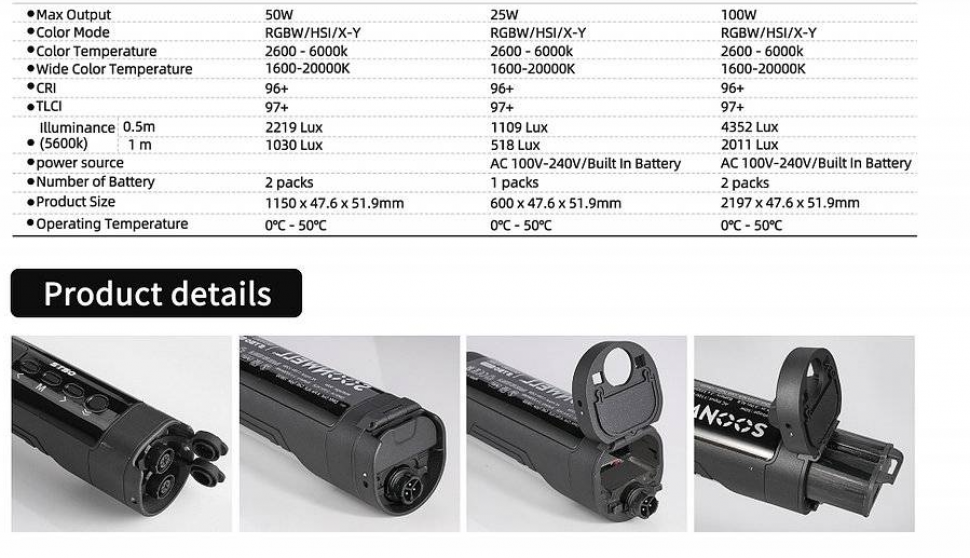 •Max Output 50W 25W 100W
•Color Mode RGBW/HSI/X-Y RGBW/HSI/X-Y RGBW/HSI/X-Y
•Color Temperature 2600 - 6000k 2600 - 6000k 2600 - 6000k
•Wide Color Temperature 1600-20000K 1600-20000K 1600-20000K
•CRI 96+ 96+ 96+
•TLCI 97+ 97+ 97+
Illuminance 0.5m 2219 Lux 1109 Lux 4352 Lux
• (5600k) 1 m 1030 Lux 518 Lux 2011 Lux
•power source AC 100V-240V/Built In Battery AC 100V-240V/Built In Battery
•Number of Battery 2 packs 1 packs 2 packs
•Product Size 1150 x 47.6 x 51.9mm 600 x 47.6 x 51.9mm 2197 x 47.6 x 51.9mm
•Operating Temperature 0°C - 50°C 0°C - 50°C 0°C - 50°C
Product details
M